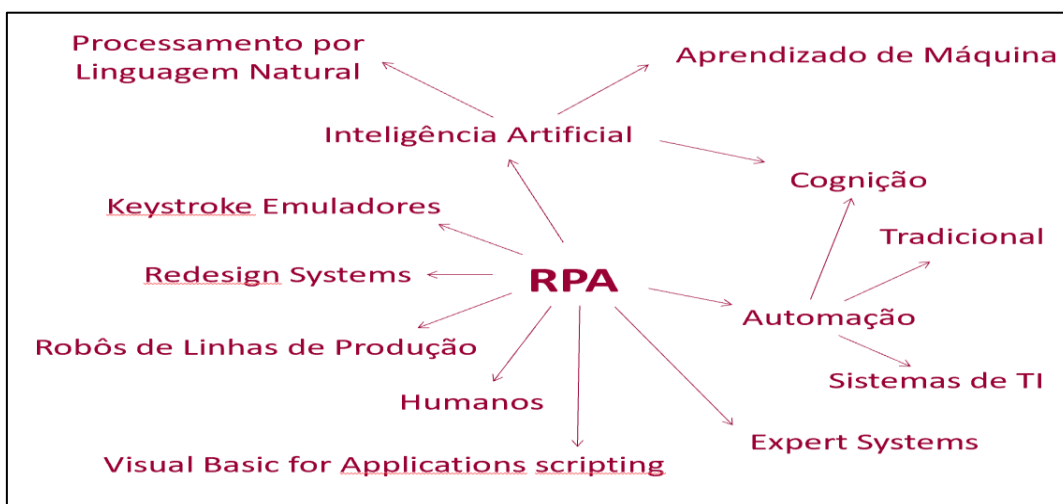 Processamento por
Linguagem Natural
Aprendizado de Máquina
Inteligência Artificial
Cognição
Keystroke Emuladores
Tradicional
Redesign Systems
RPA
Automação
Robôs de Linhas de Produção
Sistemas de TI
Humanos
Expert Systems
Visual Basic for Applications scripting